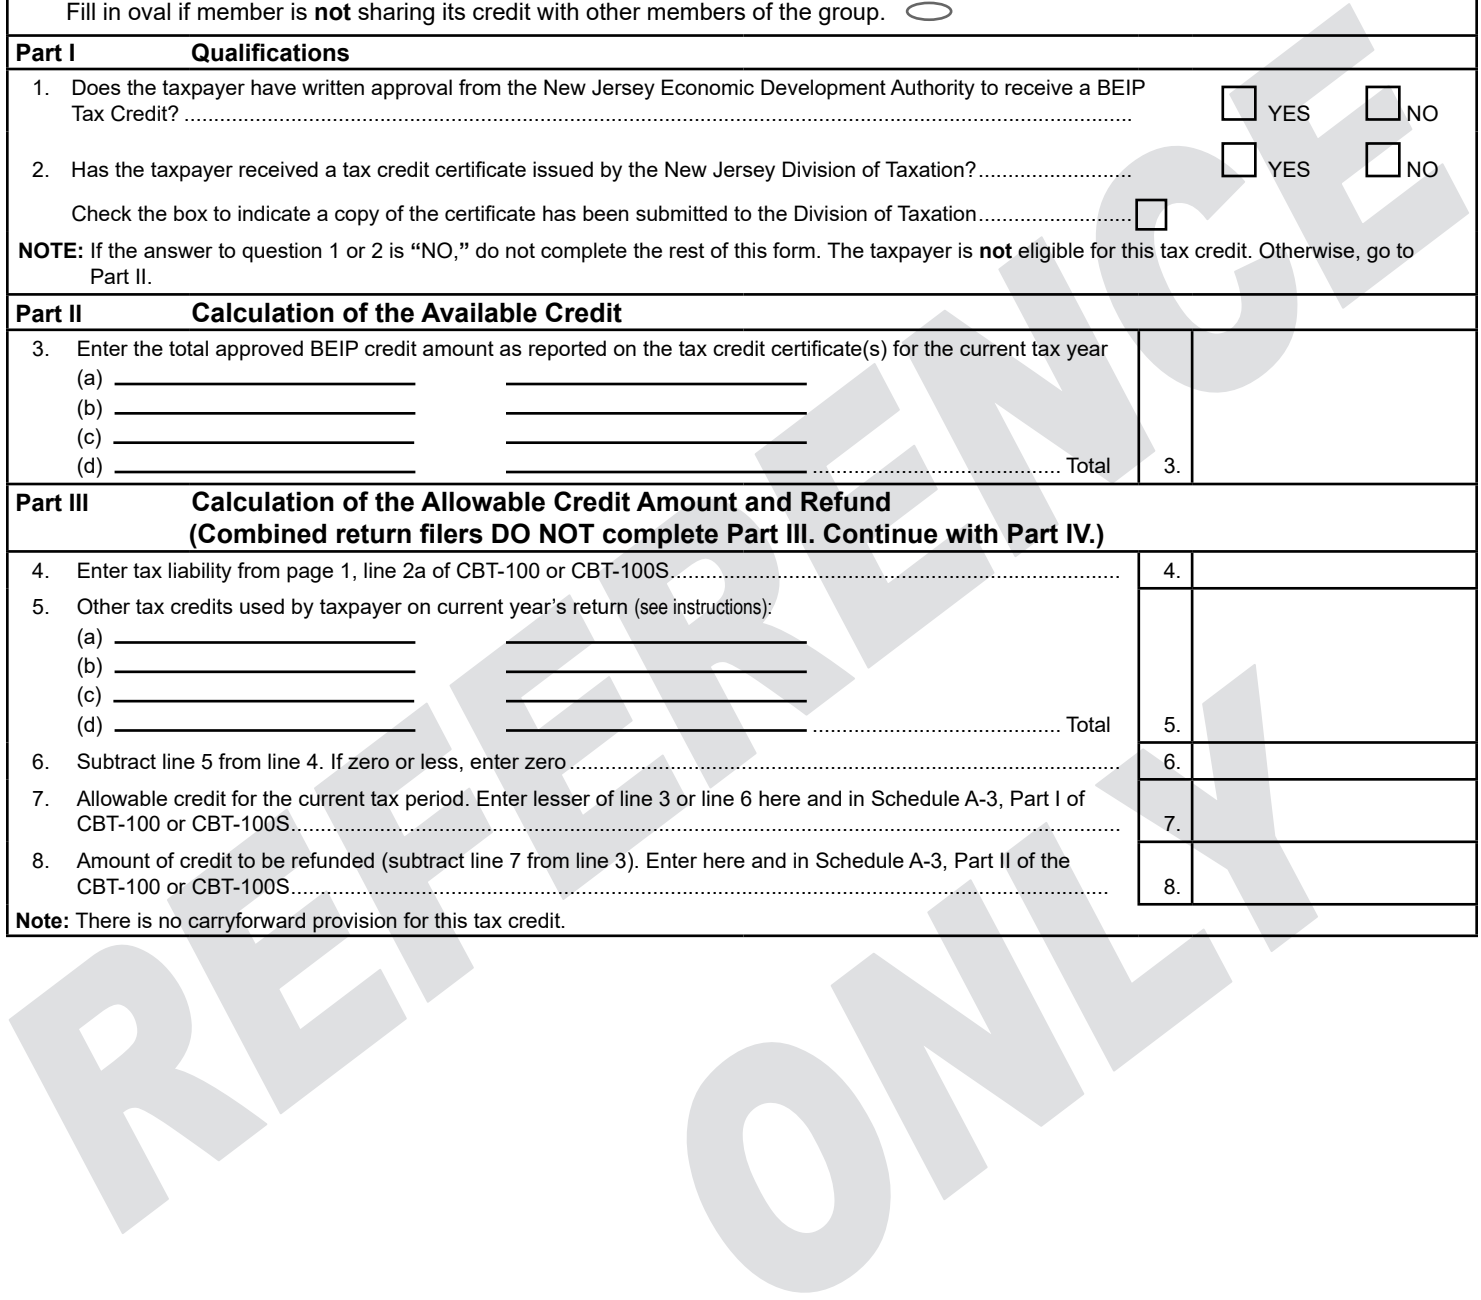 Fill in oval if member is not sharing its credit with other members of the group.
Part I Qualifications
1. Does the taxpayer have written approval from the New Jersey Economic Development Authority to receive a BEIP
Tax Credit? ............ YES NO
2. Has the taxpayer received a tax credit certificate issued by the New Jersey Division of Taxation?............ YES NO
Check the box to indicate a copy of the certificate has been submitted to the Division of Taxation............
NOTE: If the answer to question 1 or 2 is “NO,” do not complete the rest of this form. The taxpayer is not eligible for this tax credit. Otherwise, go to
Part II.
Part II Calculation of the Available Credit
3. Enter the total approved BEIP credit amount as reported on the tax credit certificate(s) for the current tax year
(a)
(b)
(c)
(d) ............ Total 3.
Part III Calculation of the Allowable Credit Amount and Refund
(Combined return filers DO NOT complete Part III. Continue with Part IV.)
4. Enter tax liability from page 1, line 2a of CBT-100 or CBT-100S............ 4.
5. Other tax credits used by taxpayer on current year’s return (see instructions):
(a)
(b)
(c)
(d) ............ Total 5.
6. Subtract line 5 from line 4. If zero or less, enter zero............ 6.
7. Allowable credit for the current tax period. Enter lesser of line 3 or line 6 here and in Schedule A-3, Part I of
CBT-100 or CBT-100S............ 7.
8. Amount of credit to be refunded (subtract line 7 from line 3). Enter here and in Schedule A-3, Part II of the
CBT-100 or CBT-100S............ 8.
Note: There is no carryforward provision for this tax credit.
REFERENCE
ONLY